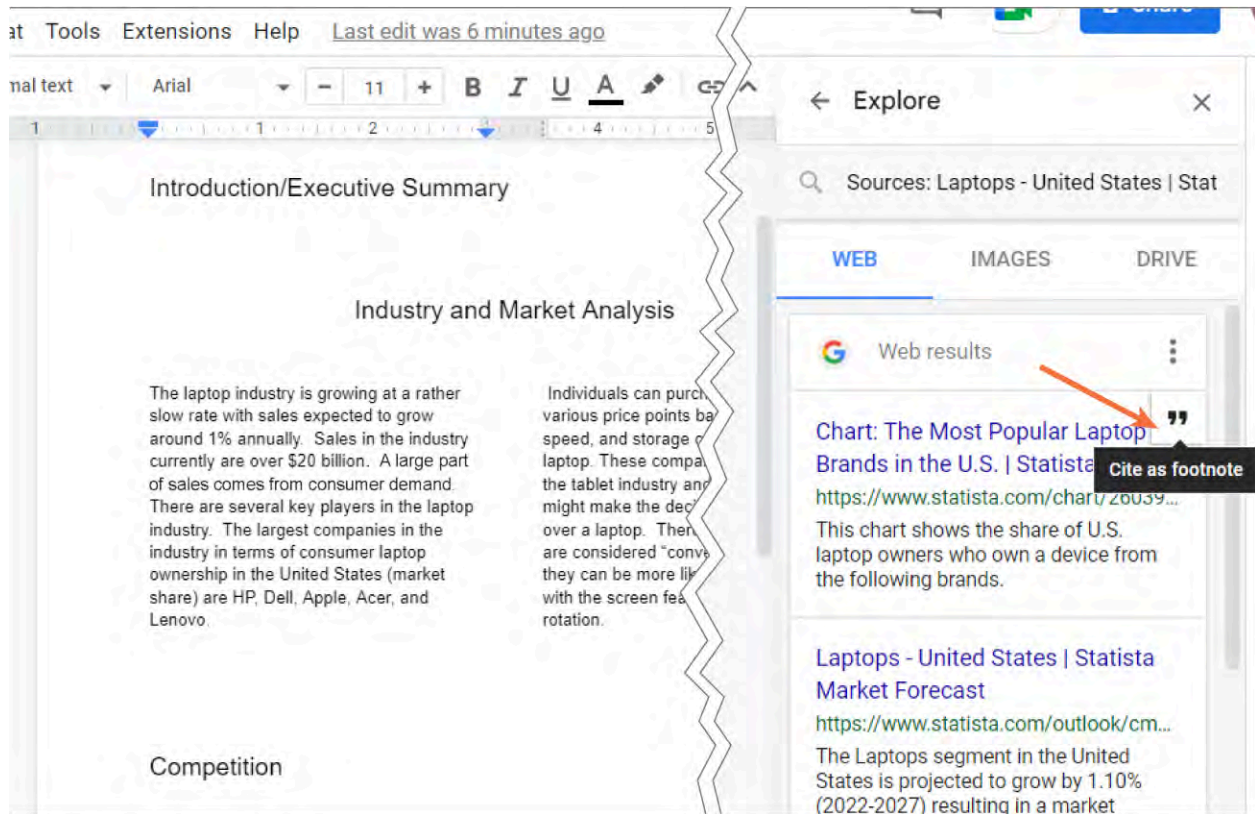 at Tools Extensions Help Last edit was 6 minutes ago
Share
mal text Arial - 11 + B I U A
1 1 2 4 5
Introduction/Executive Summary
Industry and Market Analysis
The laptop industry is growing at a rather
slow rate with sales expected to grow
around 1% annually. Sales in the industry
currently are over $20 billion. A large part
of sales comes from consumer demand.
There are several key players in the laptop
industry. The largest companies in the
industry in terms of consumer laptop
ownership in the United States (market
share) are HP, Dell, Apple, Acer, and
Lenovo.
Individuals can purch
various price points ba
speed, and storage
laptop. These compa
the tablet industry and
might make the dec
over a laptop. Ther
are considered “conve
they can be more lik
with the screen fea
rotation.
Competition
Explore
Sources: Laptops - United States | Stat
WEB IMAGES DRIVE
Web results
Chart: The Most Popular Laptop
Brands in the U.S. | Statista
Cite as footnote
https://www.statista.com/chart/26039...
This chart shows the share of U.S.
laptop owners who own a device from
the following brands.
Laptops - United States | Statista
Market Forecast
https://www.statista.com/outlook/cm...
The Laptops segment in the United
States is projected to grow by 1.10%
(2022-2027) resulting in a market